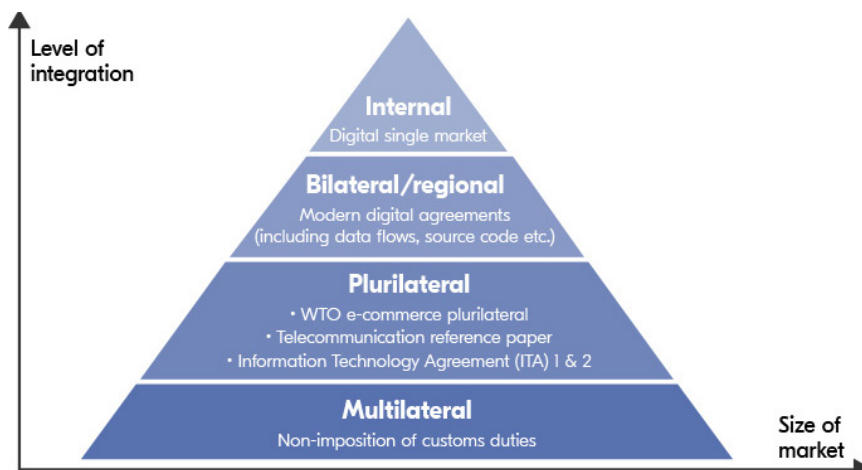 Level of
integration
Internal
Digital single market
Bilateral/regional
Modern digital agreements
(including data flows, source code etc.)
Plurilateral
• WTO e-commerce plurilateral
• Telecommunication reference paper
• Information Technology Agreement (ITA) 1 & 2
Multilateral
Non-imposition of customs duties
Size of
market